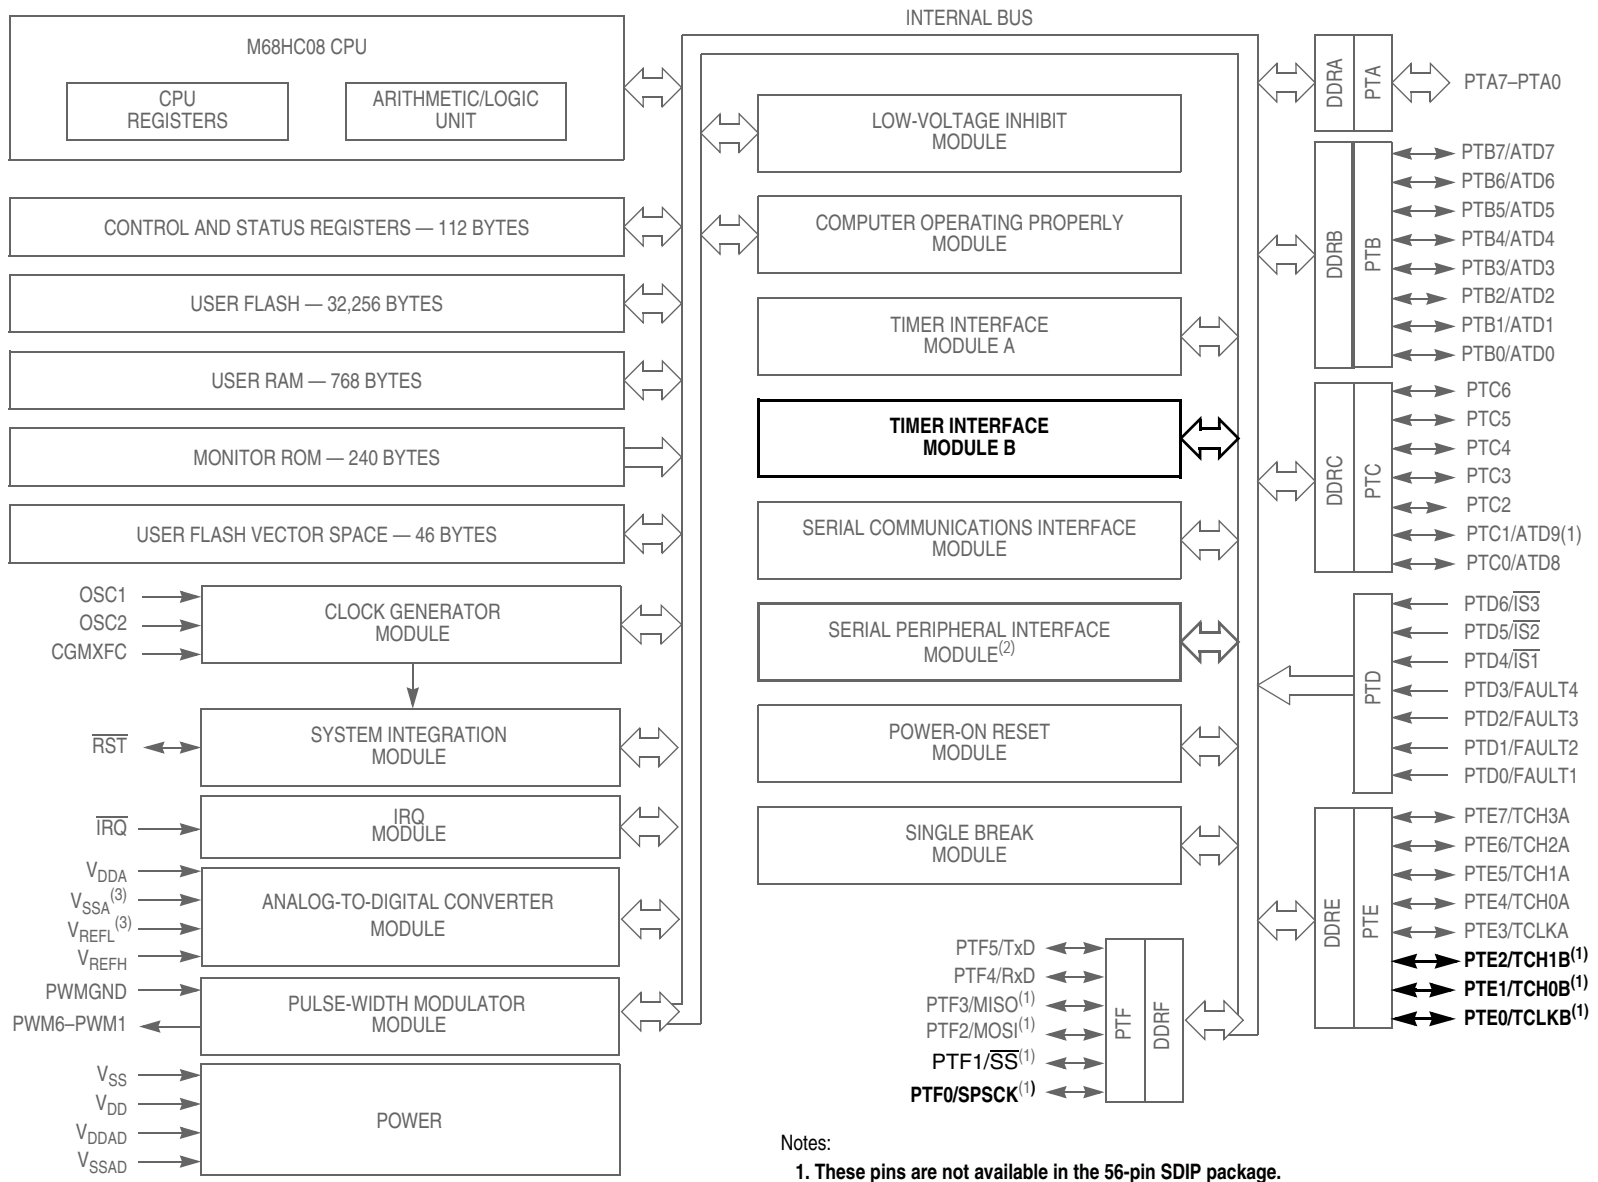 INTERNAL BUS
M68HC08 CPU
CPU
REGISTERS
ARITHMETIC/LOGIC
UNIT
CONTROL AND STATUS REGISTERS — 112 BYTES
USER FLASH — 32,256 BYTES
USER RAM — 768 BYTES
MONITOR ROM — 240 BYTES
USER FLASH VECTOR SPACE — 46 BYTES
OSC1
OSC2
CGMXFC
CLOCK GENERATOR
MODULE
RST
SYSTEM INTEGRATION
MODULE
IRQ
IRQ
MODULE
VDDA
VSSA(3)
VREFL(3)
VREFH
ANALOG-TO-DIGITAL CONVERTER
MODULE
PWMGND
PWM6–PWM1
PULSE-WIDTH MODULATOR
MODULE
VSS
VDD
VDDAD
VSSAD
POWER
LOW-VOLTAGE INHIBIT
MODULE
COMPUTER OPERATING PROPERLY
MODULE
TIMER INTERFACE
MODULE A
TIMER INTERFACE
MODULE B
SERIAL COMMUNICATIONS INTERFACE
MODULE
SERIAL PERIPHERAL INTERFACE
MODULE(2)
POWER-ON RESET
MODULE
SINGLE BREAK
MODULE
PTF5/TxD
PTF4/RxD
PTF3/MISO(1)
PTF2/MOSI(1)
PTF1/SS(1)
PTF0/SPSCK(1)
PTF
DDRF
DDRA
PTA
PTA7–PTA0
DDRB
PTB
PTB7/ATD7
PTB6/ATD6
PTB5/ATD5
PTB4/ATD4
PTB3/ATD3
PTB2/ATD2
PTB1/ATD1
PTB0/ATD0
DDRC
PTC
PTC6
PTC5
PTC4
PTC3
PTC2
PTC1/ATD9(1)
PTC0/ATD8
PTD
PTD6/IS3
PTD5/IS2
PTD4/IS1
PTD3/FAULT4
PTD2/FAULT3
PTD1/FAULT2
PTD0/FAULT1
DDRE
PTE
PTE7/TCH3A
PTE6/TCH2A
PTE5/TCH1A
PTE4/TCH0A
PTE3/TCLKA
PTE2/TCH1B(1)
PTE1/TCH0B(1)
PTE0/TCLKB(1)
Notes:
1. These pins are not available in the 56-pin SDIP package.